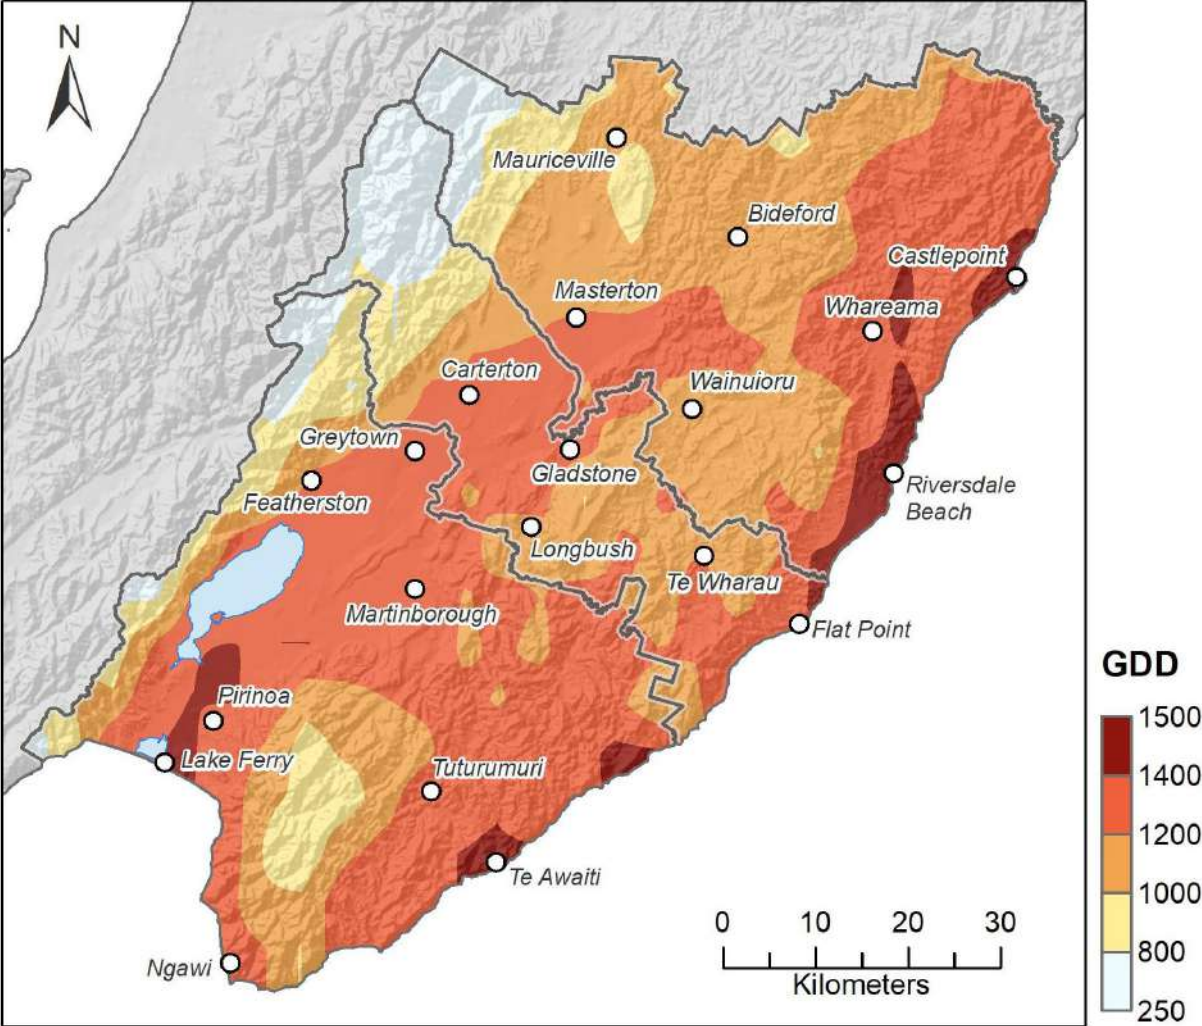 N
Mauriceville
Bideford
Castlepoint
Masterton
Whareama
Carterton
Wainuioru
Greytown
Gladstone
Featherston
Riversdale
Beach
Longbush
Te Wharau
Martinborough
Flat Point
GDD
Pirinoa
1500
Lake Ferry
Tuturumuri
1400
1200
Te Awaiti
1000
0 10 20 30
800
Ngawi
Kilometers
250